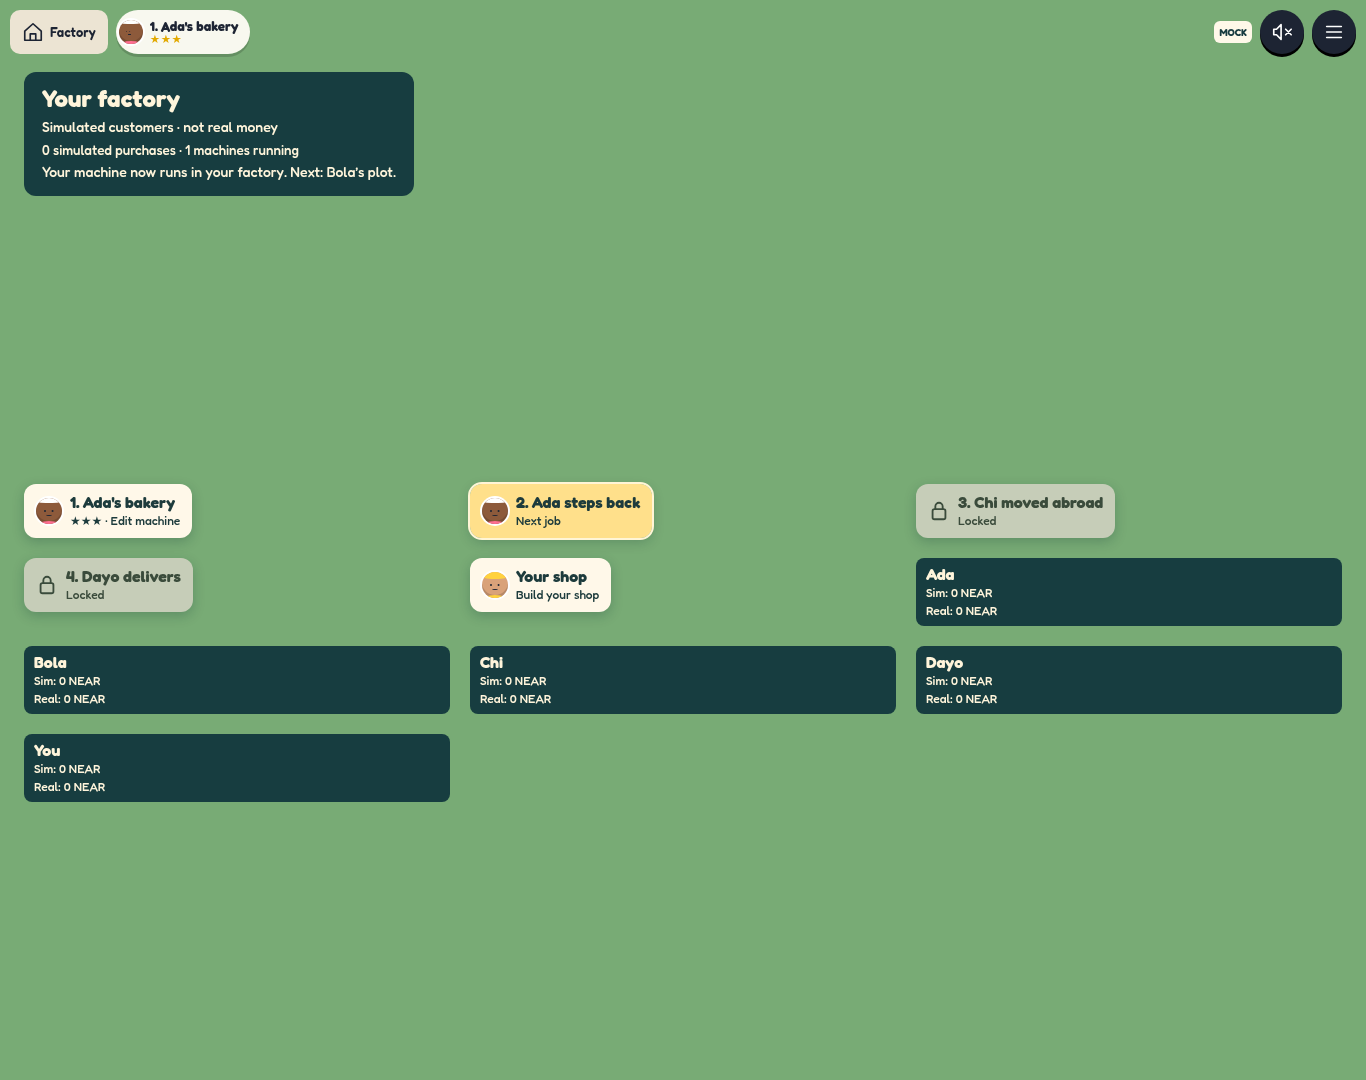 Factory
1. Ada's bakery
★★★
MOCK
Your factory
Simulated customers · not real money
0 simulated purchases · 1 machines running
Your machine now runs in your factory. Next: Bola's plot.
1. Ada's bakery
★★★ · Edit machine
2. Ada steps back
Next job
3. Chi moved abroad
Locked
4. Dayo delivers
Locked
Your shop
Build your shop
Ada
Sim: 0 NEAR
Real: 0 NEAR
Bola
Sim: 0 NEAR
Real: 0 NEAR
Chi
Sim: 0 NEAR
Real: 0 NEAR
Dayo
Sim: 0 NEAR
Real: 0 NEAR
You
Sim: 0 NEAR
Real: 0 NEAR